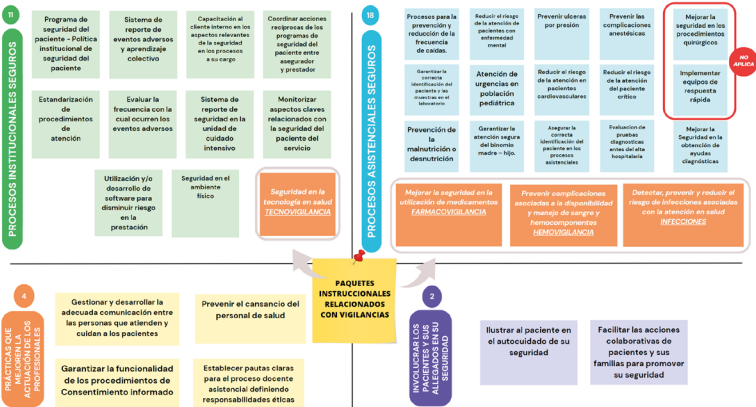 11
PROCESOS INSTITUCIONALES SEGUROS
Programa de
seguridad del
paciente - Política
institucional de
seguridad del
paciente
Sistema de
reporte de
eventos adversos
y aprendizaje
colectivo
Capacitación al
cliente interno en los
aspectos relevantes
de la seguridad
en los procesos
a su cargo
Coordinar acciones
recíprocas de los
programas de
seguridad del paciente
entre asegurador
y prestador
Estandarización
de
procedimientos
de atención
Evaluar la
frecuencia con la
cual ocurren los
eventos adversos
Sistema de
reporte de
seguridad en la
unidad de
cuidado
intensivo
Monitorizar
aspectos claves
relacionados con
la seguridad del
paciente del
servicio
Utilización y/o
desarrollo de
software para
disminuir riesgo
en la
prestación
Seguridad en el
ambiente
físico
Seguridad en la
tecnología en salud
TECNOVIGILANCIA
18
PROCESOS ASISTENCIALES SEGUROS
Procesos para la
prevención y
reducción de la
frecuencia
de caídas.
Reducir el riesgo
de la atención de
pacientes con
enfermedad
mental
Prevenir ulceras
por presión
Prevenir las
complicaciones
anestésicas
Mejorar la
seguridad en los
procedimientos
quirúrgicos
NO
APLICA
Garantizar la
correcta
identificación del
paciente y las
muestras en el
laboratorio
Atención de
urgencias en
población
pediátrica
Reducir el riesgo
de la atención en
pacientes
cardiovasculares
Reducir el riesgo
de la atención
del paciente
crítico
Implementar
equipos de
respuesta
rápida
Prevención de
la
malnutrición o
desnutrición
Garantizar la
atención segura
del binomio
madre - hijo.
Asegurar la
correcta
identificación del
paciente en los
procesos
asistenciales
Evaluacion de
pruebas
diagnosticas
antes del alta
hospitalaria
Mejorar la
Seguridad en la
obtención de
ayudas
diagnósticas
Mejorar la seguridad en la
utilización de medicamentos
FARMACOVIGILANCIA
Prevenir complicaciones
asociadas a la disponibilidad
y manejo de sangre y
hemocomponentes
HEMOVIGILANCIA
Detectar, prevenir y reducir el
riesgo de infecciones asociadas
con la atención en salud
INFECCIONES
PAQUETES
INSTRUCCIONALES
RELACIONADOS
CON VIGILANCIAS
4
PRÁCTICAS QUE
MEJOREN LA
ACTUACIÓN DE LOS
PROFESIONALES
Gestionar y desarrollar la
adecuada comunicación entre
las personas que atienden y
cuidan a los pacientes
Prevenir el cansancio del
personal de salud
Garantizar la funcionalidad
de los procedimientos de
Consentimiento informado
Establecer pautas claras
para el proceso docente
asistencial definiendo
responsabilidades éticas
2
INVOLUCRAR LOS
PACIENTES Y SUS
ALLEGADOS EN SU
SEGURIDAD
Ilustrar al paciente en
el autocuidado de su
seguridad
Facilitar las acciones
colaborativas de
pacientes y sus
familias para promover
su seguridad